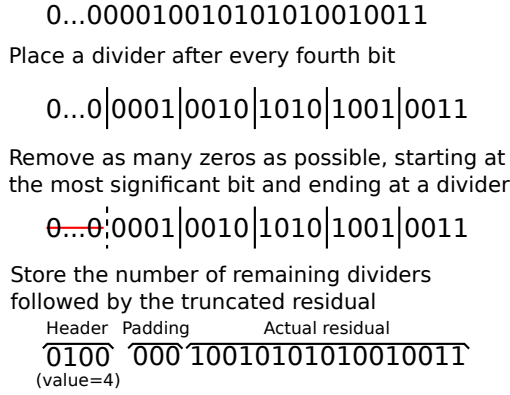 0...000010010101010010011
Place a divider after every fourth bit
0...0|0001|0010|1010|1001|0011
Remove as many zeros as possible, starting at
the most significant bit and ending at a divider
0...0¦0001|0010|1010|1001|0011
Store the number of remaining dividers
followed by the truncated residual
Header Padding Actual residual
0100 000 10010101010010011
(value=4)